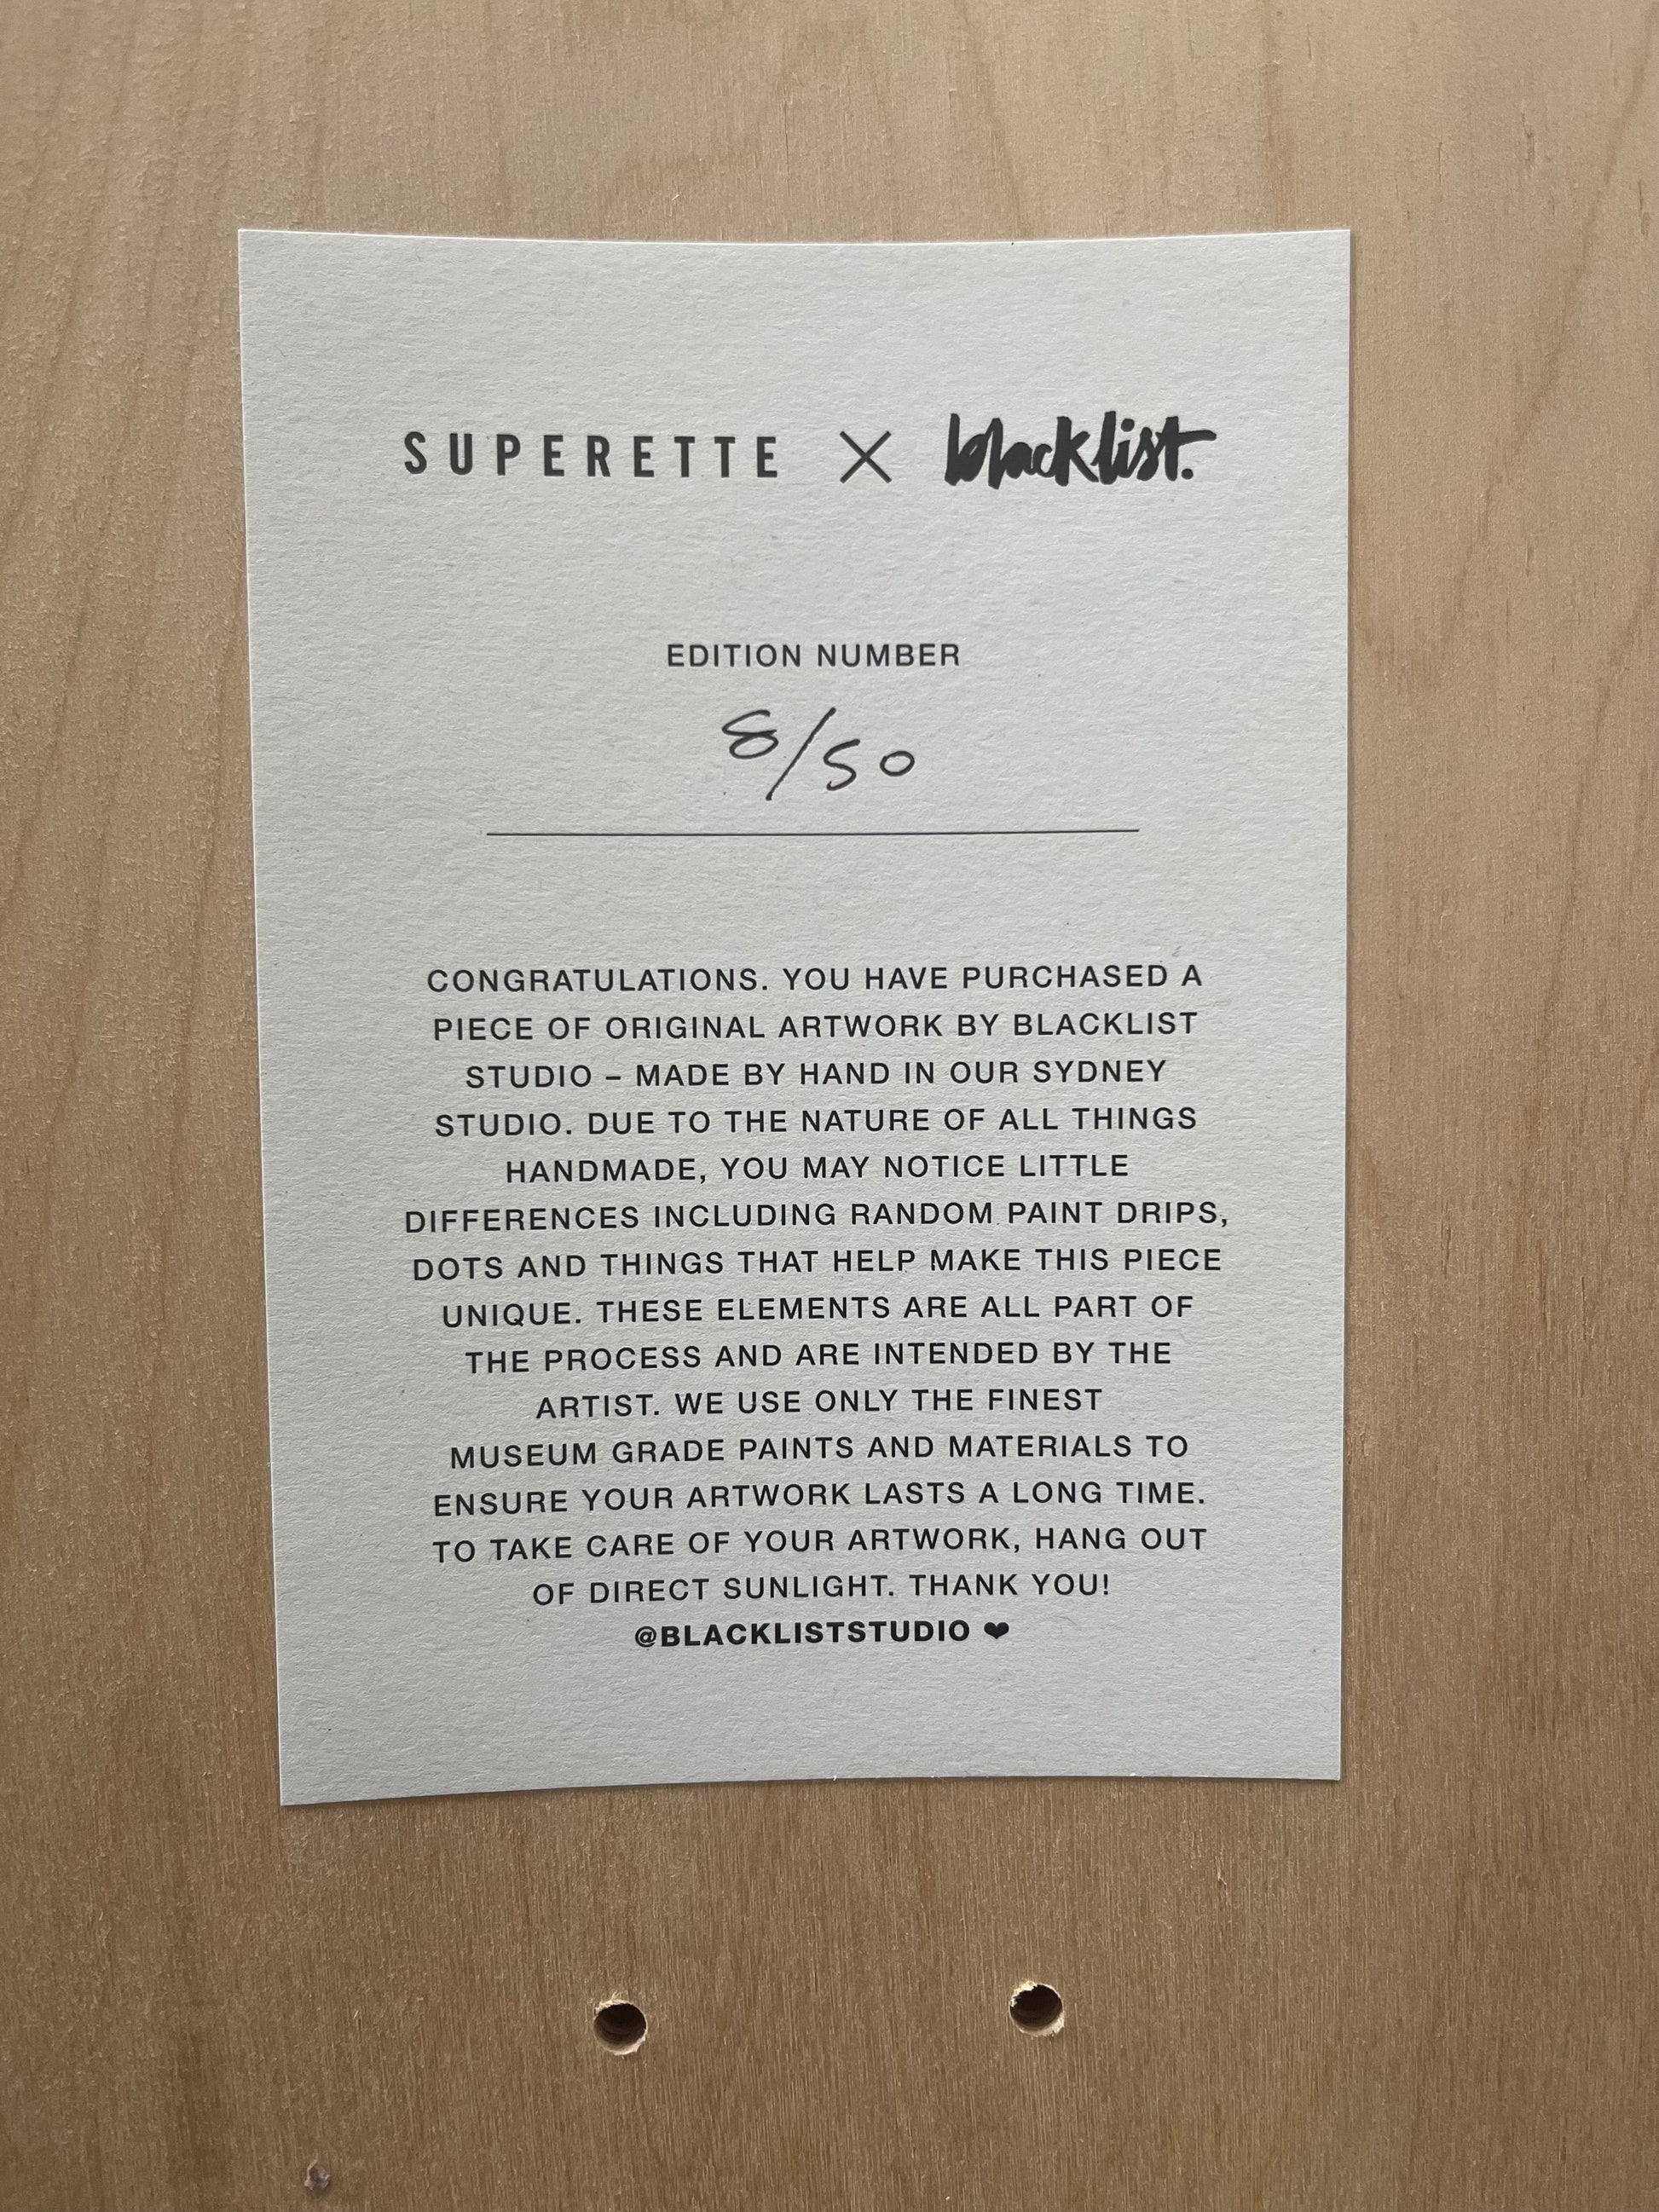 SUPERETTE X blacklist.
EDITION NUMBER
8/50
CONGRATULATIONS. YOU HAVE PURCHASED A
PIECE OF ORIGINAL ARTWORK BY BLACKLIST
STUDIO – MADE BY HAND IN OUR SYDNEY
STUDIO. DUE TO THE NATURE OF ALL THINGS
HANDMADE, YOU MAY NOTICE LITTLE
DIFFERENCES INCLUDING RANDOM PAINT DRIPS,
DOTS AND THINGS THAT HELP MAKE THIS PIECE
UNIQUE. THESE ELEMENTS ARE ALL PART OF
THE PROCESS AND ARE INTENDED BY THE
ARTIST. WE USE ONLY THE FINEST
MUSEUM GRADE PAINTS AND MATERIALS TO
ENSURE YOUR ARTWORK LASTS A LONG TIME.
TO TAKE CARE OF YOUR ARTWORK, HANG OUT
OF DIRECT SUNLIGHT. THANK YOU!
@BLACKLISTSTUDIO ❤